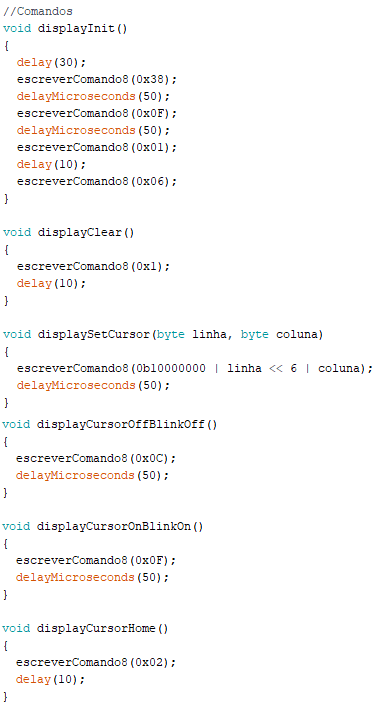 //Comandos
void displayInit()
{
  delay(30);
  escreverComando8(0x38);
  delayMicroseconds(50);
  escreverComando8(0x0F);
  delayMicroseconds(50);
  escreverComando8(0x01);
  delay(10);
  escreverComando8(0x06);
}

void displayClear()
{
  escreverComando8(0x1);
  delay(10);
}

void displaySetCursor(byte linha, byte coluna)
{
  escreverComando8(0b10000000 | linha << 6 | coluna);
  delayMicroseconds(50);
}
void displayCursorOffBlinkOff()
{
  escreverComando8(0x0C);
  delayMicroseconds(50);
}

void displayCursorOnBlinkOn()
{
  escreverComando8(0x0F);
  delayMicroseconds(50);
}

void displayCursorHome()
{
  escreverComando8(0x02);
  delay(10);
}